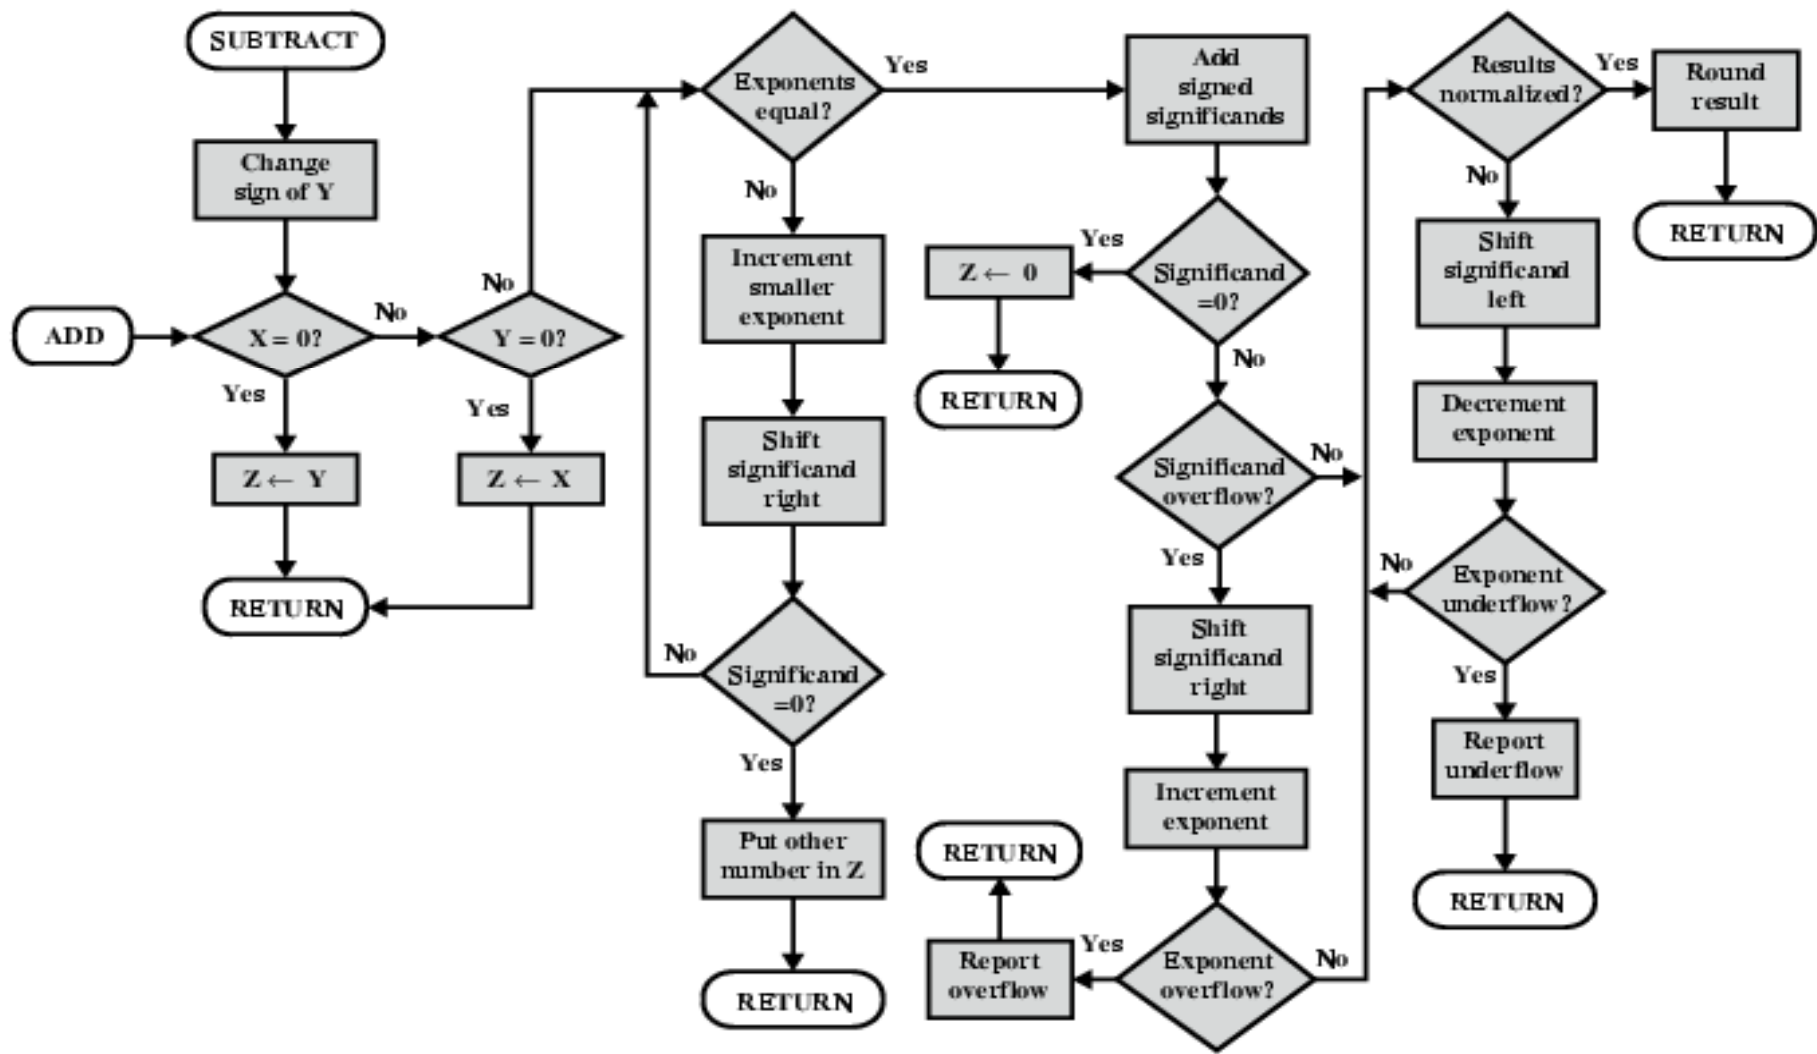 SUBTRACT
Change
sign of Y
ADD
X = 0?
No
Yes
Z ← Y
RETURN
No
Y = 0?
Yes
Z ← X
Exponents
equal?
Yes
No
Increment
smaller
exponent
Shift
significand
right
Significand
=0?
No
Yes
Put other
number in Z
RETURN
Add
signed
significands
Significand
=0?
Yes
Z ← 0
RETURN
No
Significand
overflow?
No
Yes
Shift
significand
right
Increment
exponent
Exponent
overflow?
Yes
Report
overflow
RETURN
No
Results
normalized?
Yes
Round
result
RETURN
No
Shift
significand
left
Decrement
exponent
Exponent
underflow?
No
Yes
Report
underflow
RETURN